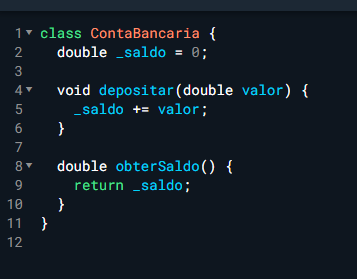 1 class ContaBancaria {
2   double _saldo = 0;
3
4   void depositar(double valor) {
5     _saldo += valor;
6   }
7
8   double obterSaldo() {
9     return _saldo;
10   }
11 }
12